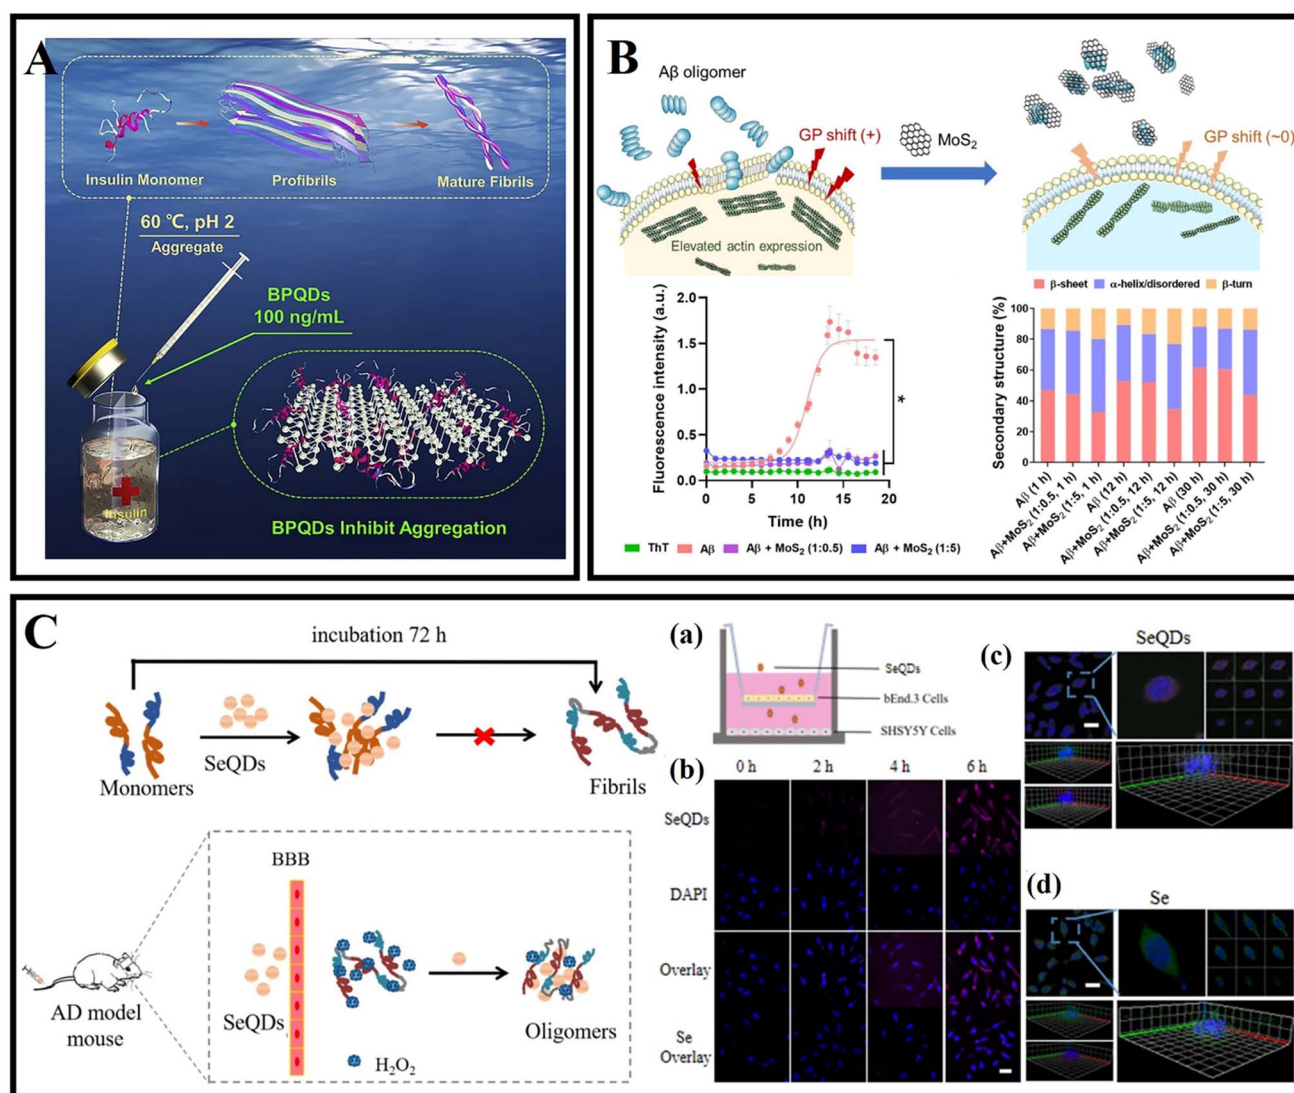 A
Insulin Monomer
Profibrils
Mature Fibrils
60 ℃, pH 2
Aggregate
BPQDs
100 ng/mL
Insulin
BPQDs Inhibit Aggregation
B
Aβ oligomer
GP shift (+)
MoS2
GP shift (~0)
Elevated actin expression
Fluorescence intensity (a.u.)
2.0
1.5
1.0
0.5
0.0
0
5
10
15
20
Time (h)
*
ThT
Aβ
Aβ + MoS2 (1:0.5)
Aβ + MoS2 (1:5)
β-sheet
α-helix/disordered
β-turn
Secondary structure (%)
100
80
60
40
20
0
Aβ (1 h)
Aβ+MoS2 (1:0.5, 1 h)
Aβ+MoS2 (1:5, 1 h)
Aβ (12 h)
Aβ+MoS2 (1:0.5, 12 h)
Aβ+MoS2 (1:5, 12 h)
Aβ (30 h)
Aβ+MoS2 (1:0.5, 30 h)
Aβ+MoS2 (1:5, 30 h)
C
incubation 72 h
Monomers
SeQDs
Fibrils
AD model
mouse
BBB
SeQDs
H2O2
Oligomers
(a)
SeQDs
bEnd.3 Cells
SHSY5Y Cells
(b)
0 h
2 h
4 h
6 h
SeQDs
DAPI
Overlay
Se
Overlay
(c)
SeQDs
(d)
Se